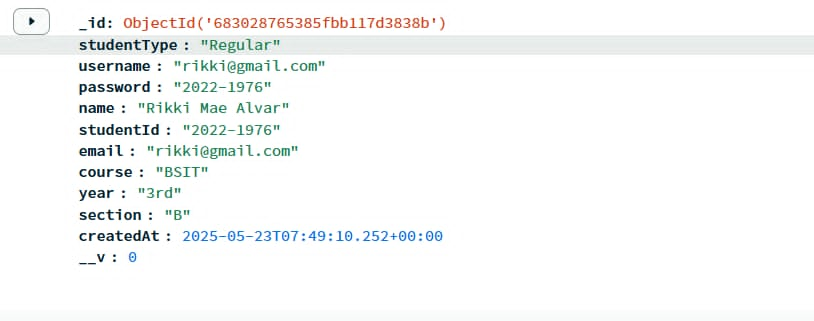 _id: ObjectId('683028765385fbb117d3838b')
studentType : "Regular"
username : "rikki@gmail.com"
password : "2022-1976"
name : "Rikki Mae Alvar"
studentId : "2022-1976"
email : "rikki@gmail.com"
course : "BSIT"
year : "3rd"
section : "B"
createdAt : 2025-05-23T07:49:10.252+00:00
__v : 0